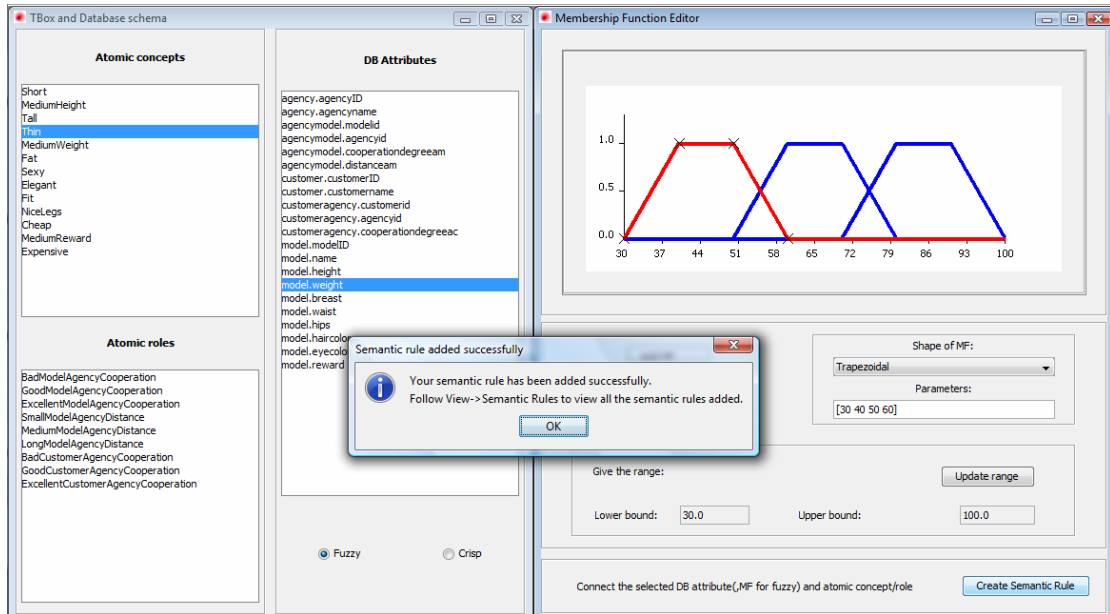 TBox and Database schema
Atomic concepts
Short
MediumHeight
Tall
Thin
MediumWeight
Fat
Sexy
Elegant
Fit
NiceLegs
Cheap
MediumReward
Expensive
Atomic roles
BadModelAgencyCooperation
GoodModelAgencyCooperation
ExcellentModelAgencyCooperation
SmallModelAgencyDistance
MediumModelAgencyDistance
LongModelAgencyDistance
BadCustomerAgencyCooperation
GoodCustomerAgencyCooperation
ExcellentCustomerAgencyCooperation
DB Attributes
agency.agencyID
agency.agencyname
agencymodel.modelid
agencymodel.agencyid
agencymodel.cooperationdegreeam
agencymodel.distanceam
customer.customerID
customer.customername
customeragency.customerid
customeragency.agencyid
customeragency.cooperationdegreeac
model.modelID
model.name
model.height
model.weight
model.breast
model.waist
model.hips
model.haircolo
model.eyecolo
model.reward
Fuzzy
Crisp
Membership Function Editor
1.0
0.5
0.0
30 37 44 51 58 65 72 79 86 93 100
Semantic rule added successfully
Your semantic rule has been added successfully.
Follow View->Semantic Rules to view all the semantic rules added.
OK
Shape of MF:
Trapezoidal
Parameters:
[30 40 50 60]
Give the range:
Update range
Lower bound: 30.0 Upper bound: 100.0
Connect the selected DB attribute(,MF for fuzzy) and atomic concept/role
Create Semantic Rule